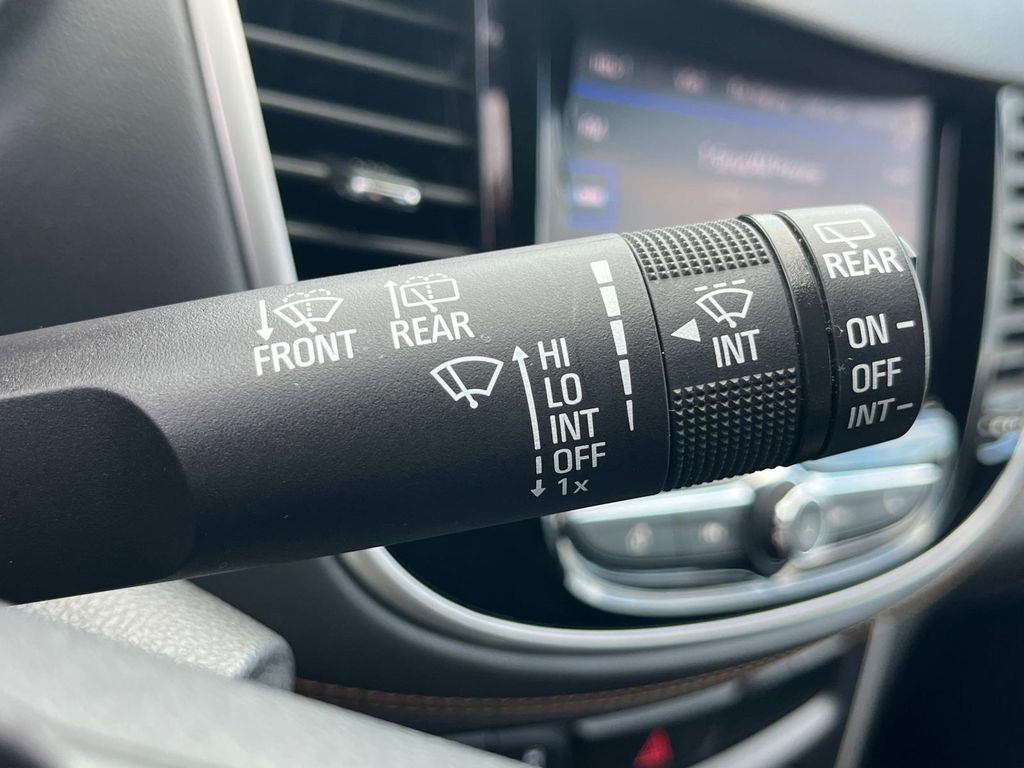 FRONT
REAR
HI
LO
INT
OFF
1x
INT
REAR
ON
OFF
INT